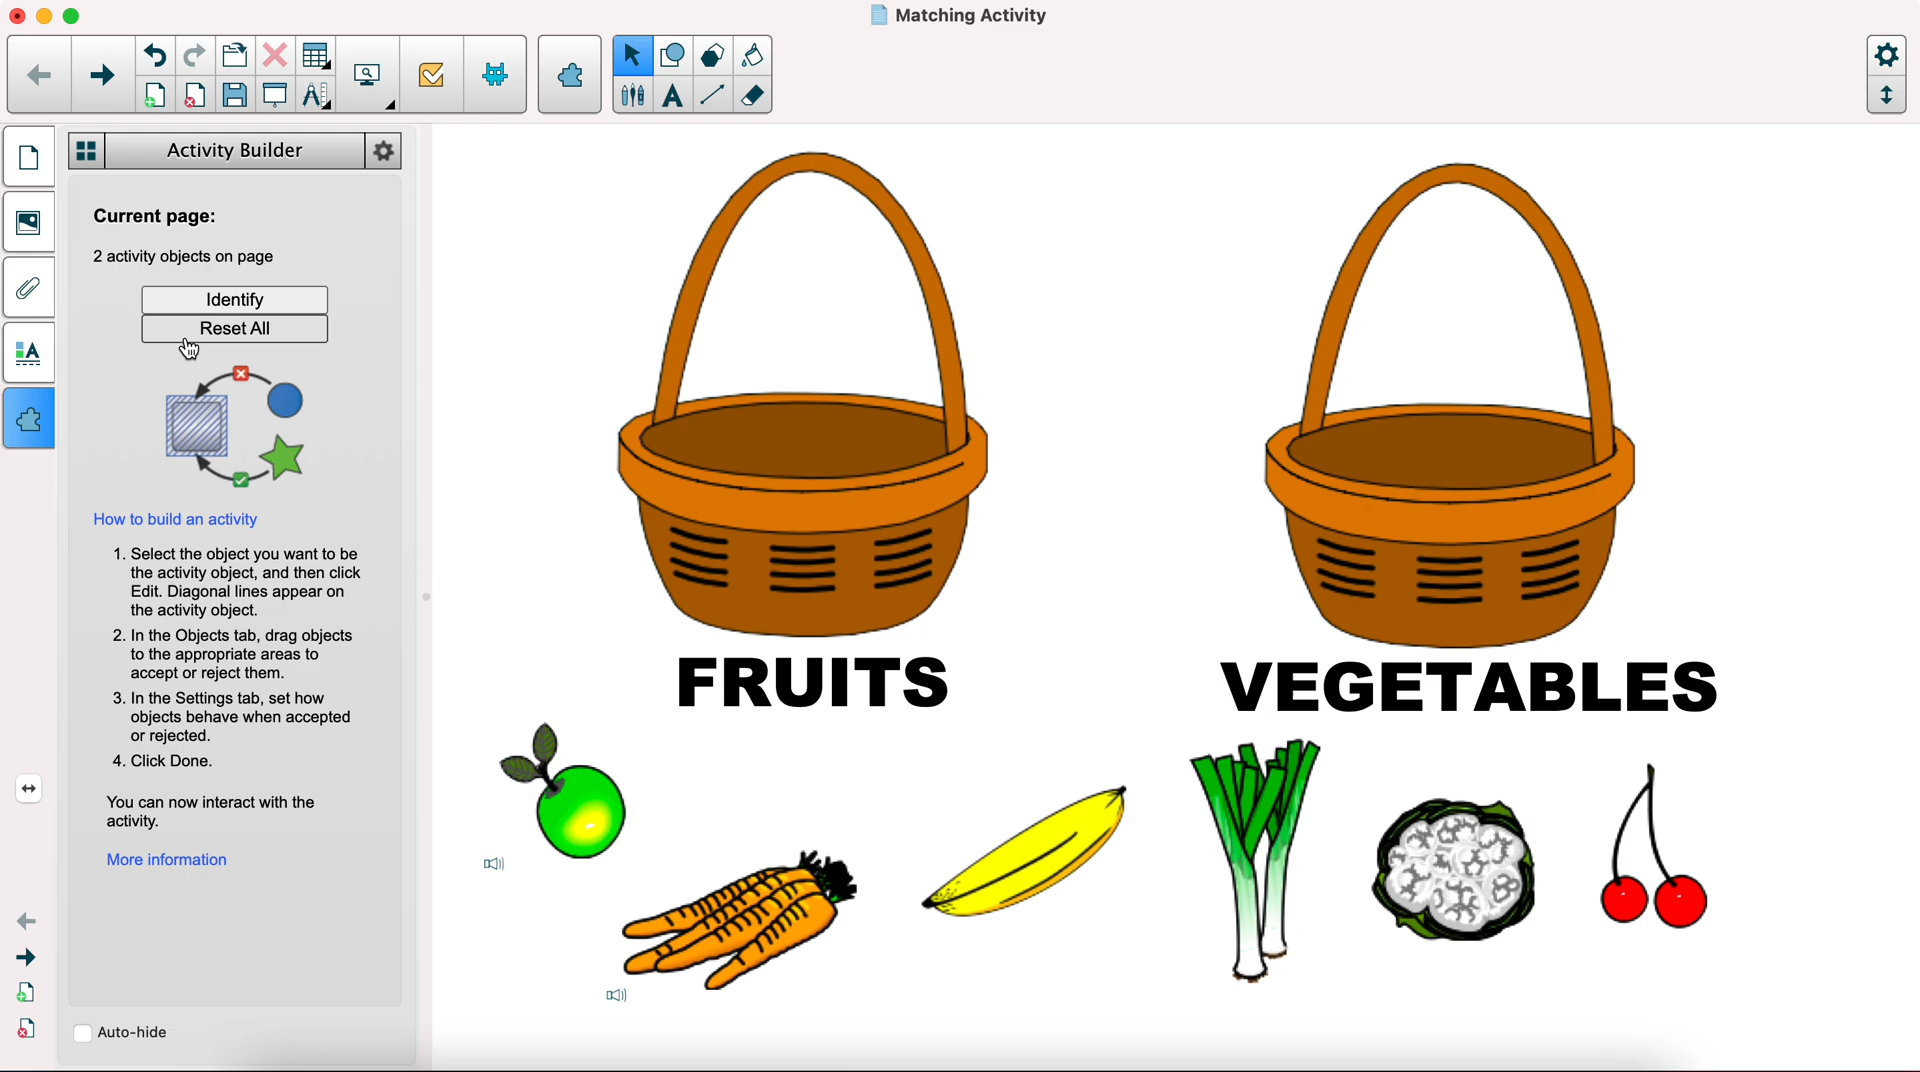 Matching Activity
Activity Builder
Current page:
2 activity objects on page
Identify
Reset All
How to build an activity
1. Select the object you want to be
the activity object, and then click
Edit. Diagonal lines appear on
the activity object.
2. In the Objects tab, drag objects
to the appropriate areas to
accept or reject them.
3. In the Settings tab, set how
objects behave when accepted
or rejected.
4. Click Done.
You can now interact with the
activity.
More information
Auto-hide
FRUITS
VEGETABLES